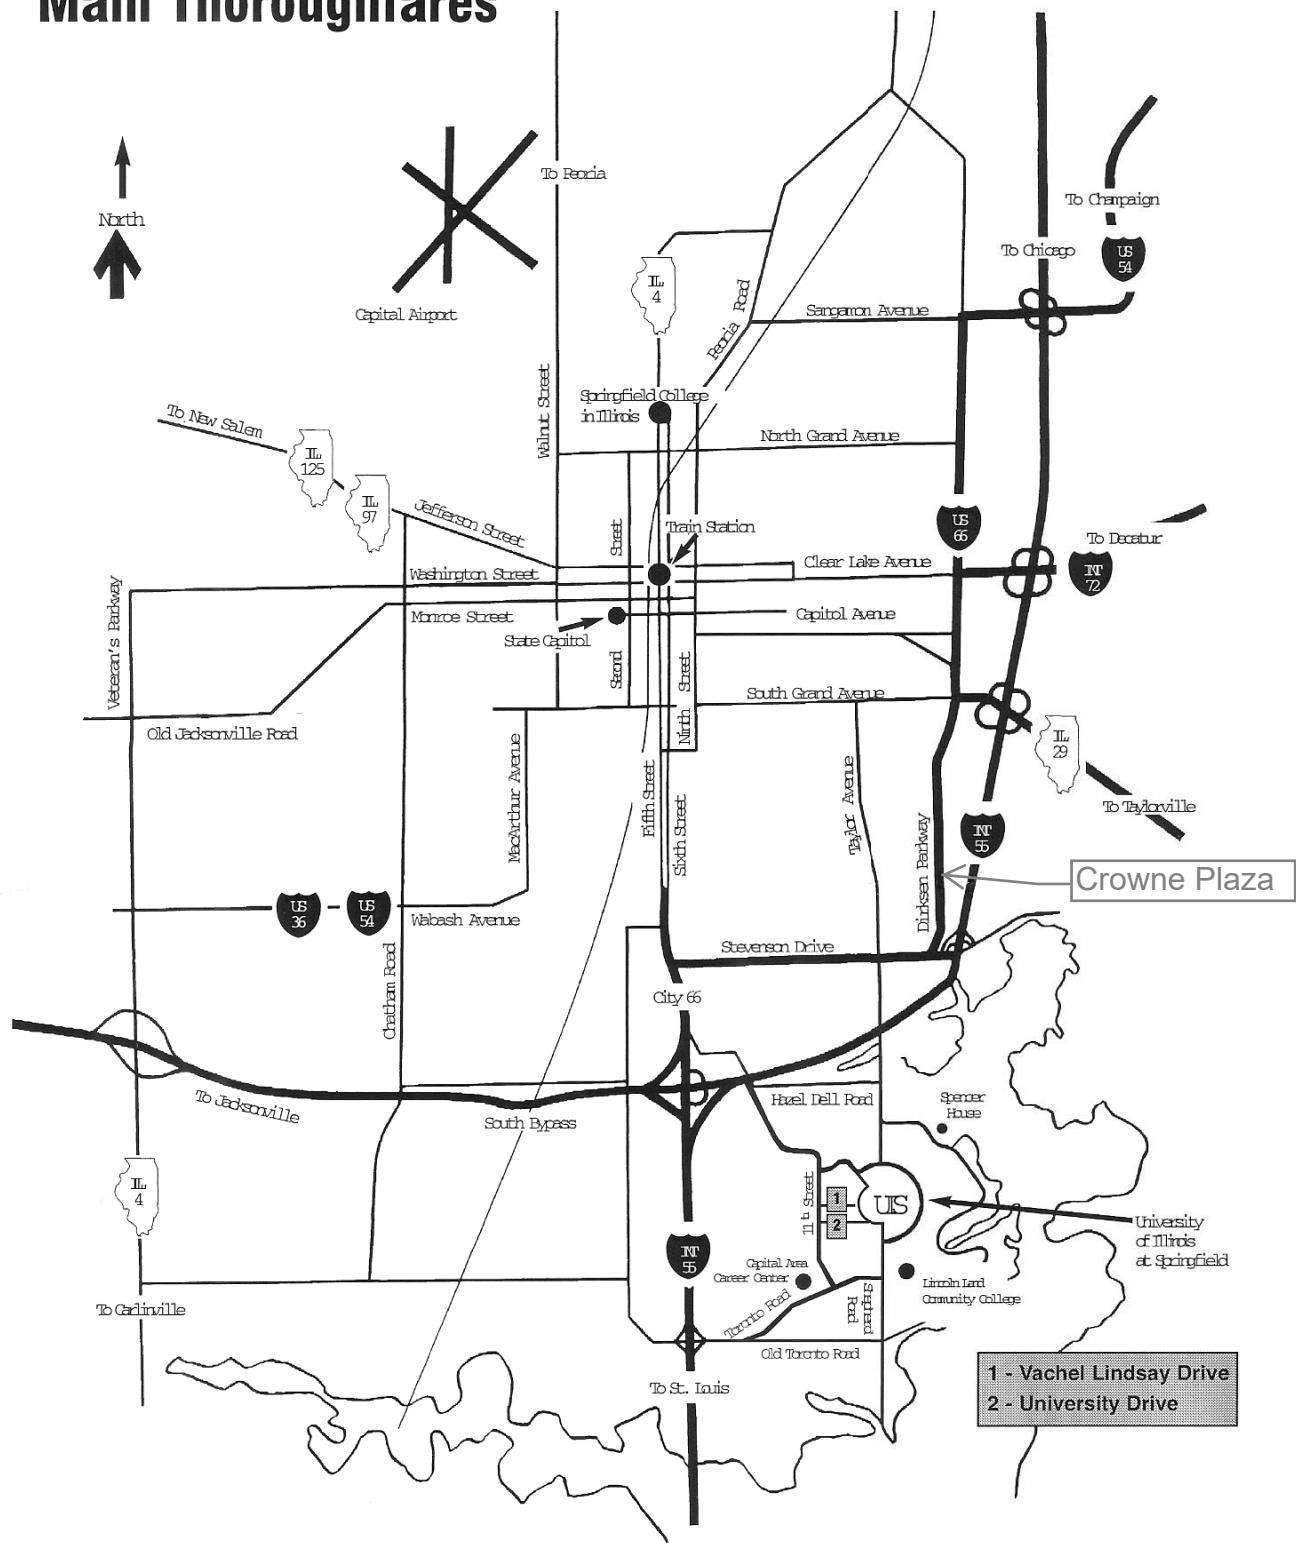 Main Thoroughfares
To Peoria
To Champaign
North
To Chicago
US
54
IL
4
Capital Airport
Sangamon Avenue
Peoria Road
Walnut Street
Springfield College
in Illinois
To New Salem
North Grand Avenue
IL
125
IL
97
Jefferson Street
Street
Train Station
US
66
To Decatur
Clear Lake Avenue
INT
72
Washington Street
Monroe Street
Capitol Avenue
State Capitol
Veteran's Parkway
Second
Ninth Street
South Grand Avenue
Old Jacksonville Road
IL
29
MacArthur Avenue
Fifth Street
Sixth Street
Taylor Avenue
Dirksen Parkway
To Taylorville
INT
55
Crowne Plaza
US
36
US
54
Wabash Avenue
Stevenson Drive
Chatham Road
City 66
To Jacksonville
South Bypass
Hazel Dell Road
Spencer
House
IL
4
11th Street
1
2
UIS
University
of Illinois
at Springfield
INT
55
Capital Area
Career Center
Lincoln Land
Community College
To Carlinville
Toronto Road
Shepherd
Road
Old Toronto Road
To St. Louis
1 - Vachel Lindsay Drive
2 - University Drive